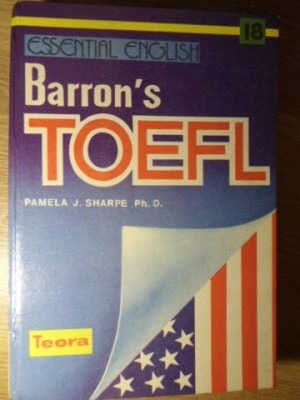 ESSENTIAL ENGLISH
18
Barron's
TOEFL
PAMELA J. SHARPE Ph. D.
Teora